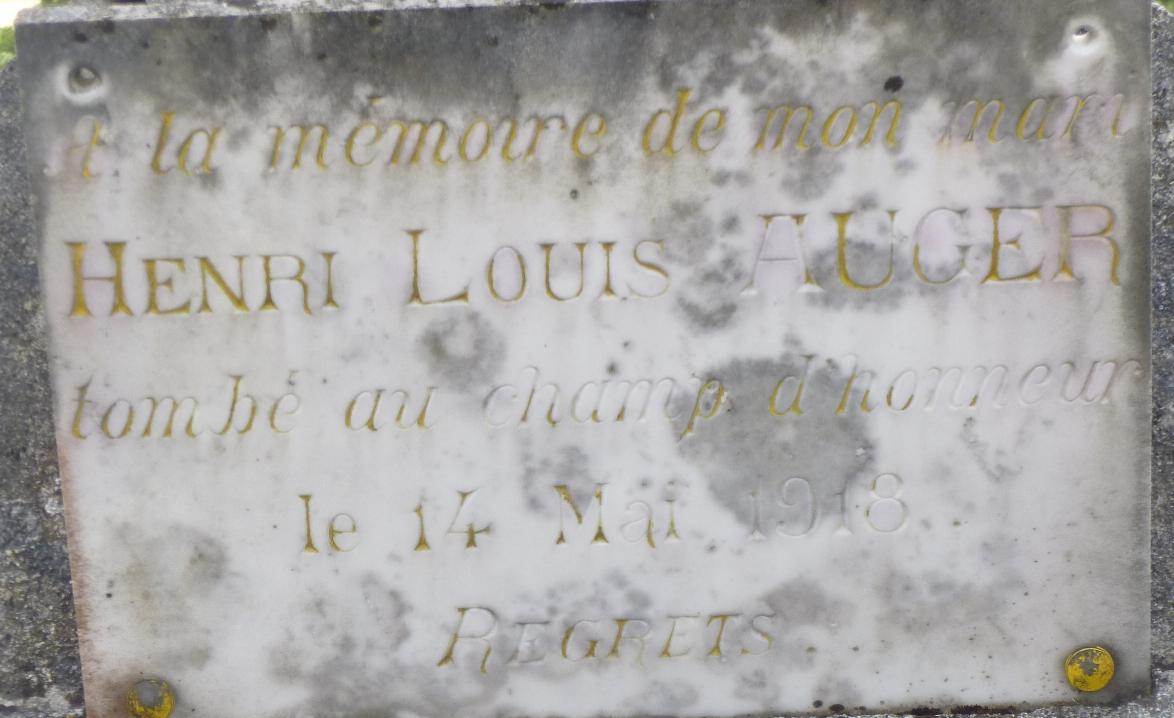 A la mémoire de mon mari
HENRI LOUIS AUGER
tombé au champ d'honneur
le 14 Mai 1918
REGRETS.